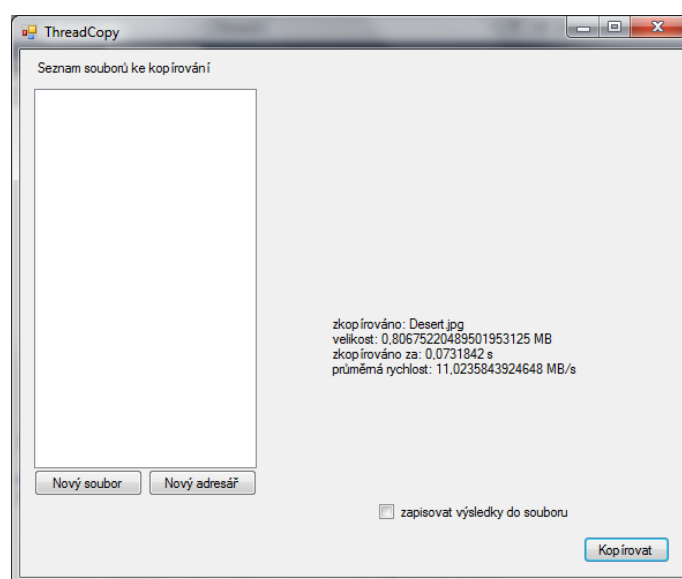 ThreadCopy
Seznam souborů ke kopírování
zkopírováno: Desert.jpg
velikost: 0,80675220489501953125 MB
zkopírováno za: 0,0731842 s
průměrná rychlost: 11,0235843924648 MB/s
Nový soubor Nový adresář
zapisovat výsledky do souboru
Kopírovat